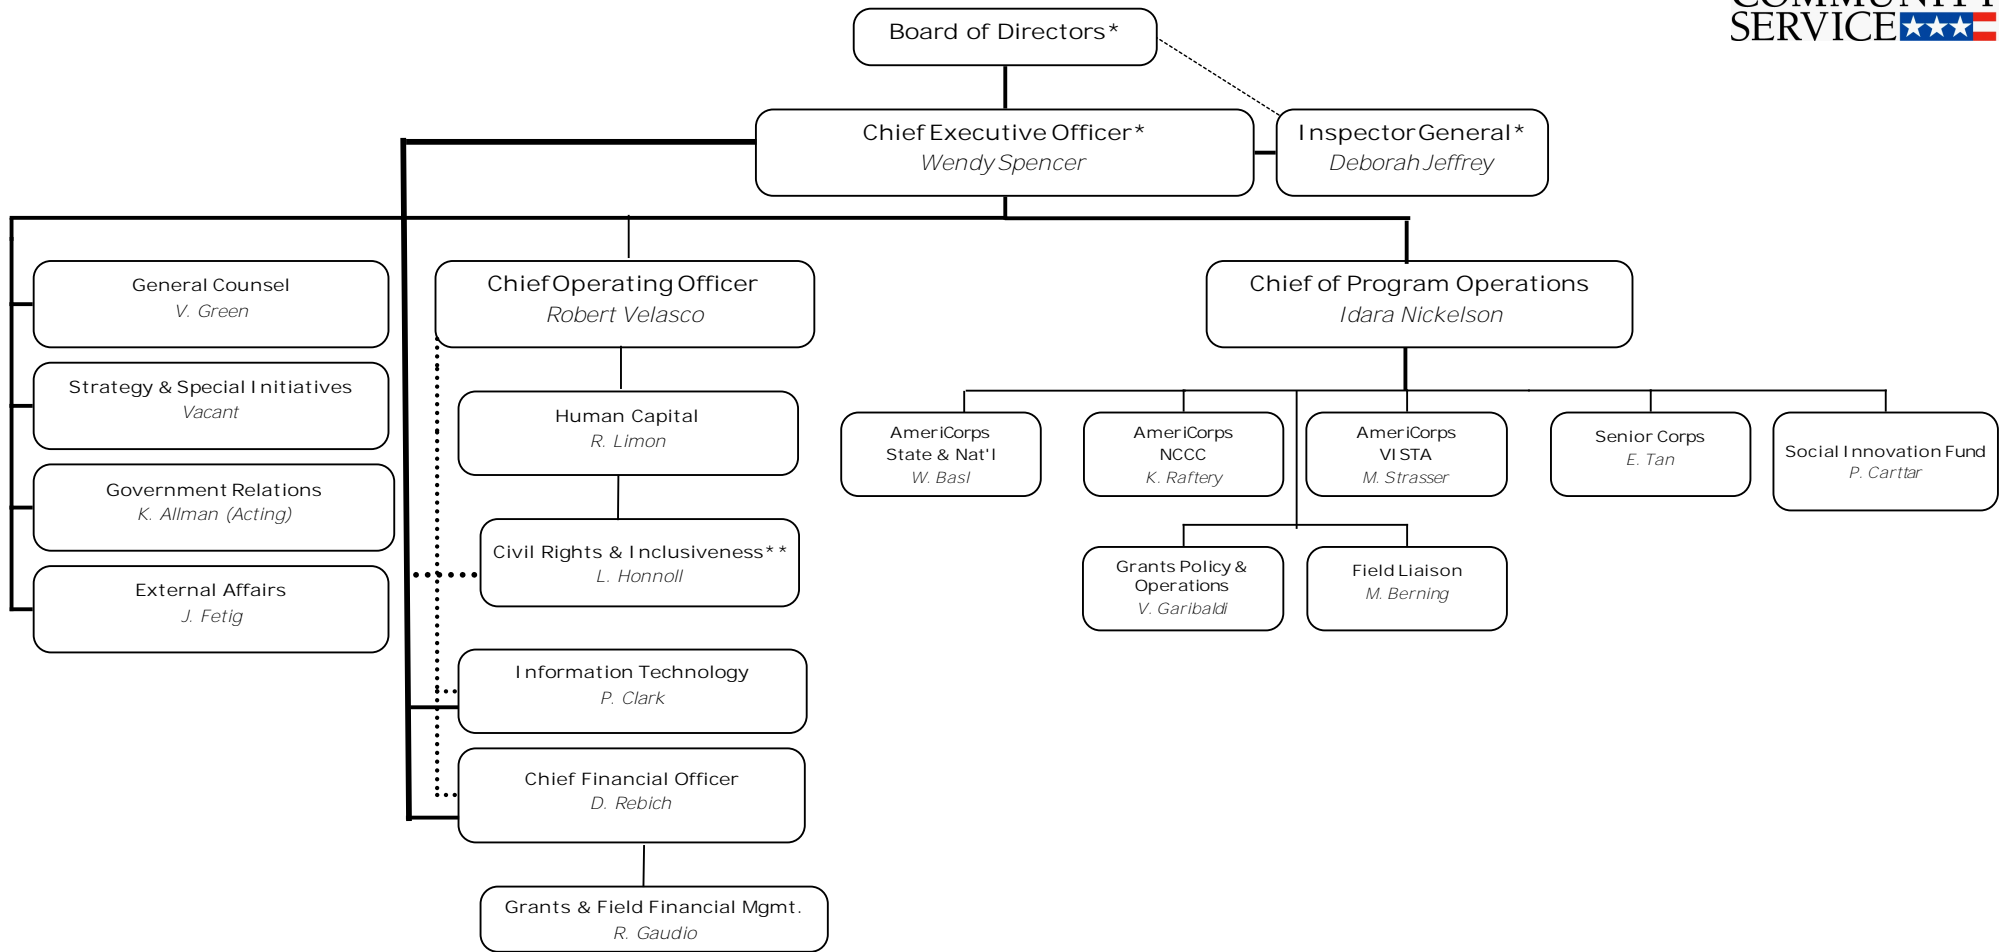 COMMUNITY
SERVICE
Board of Directors*
Chief Executive Officer*
Wendy Spencer
Inspector General*
Deborah Jeffrey
General Counsel
V. Green
Strategy & Special Initiatives
Vacant
Government Relations
K. Allman (Acting)
External Affairs
J. Fetig
Chief Operating Officer
Robert Velasco
Human Capital
R. Limon
Civil Rights & Inclusiveness**
L. Honnoll
Information Technology
P. Clark
Chief Financial Officer
D. Rebich
Grants & Field Financial Mgmt.
R. Gaudio
Chief of Program Operations
Idara Nickelson
AmeriCorps
State & Nat'l
W. Basl
AmeriCorps
NCCC
K. Raftery
AmeriCorps
VISTA
M. Strasser
Senior Corps
E. Tan
Social Innovation Fund
P. Carttar
Grants Policy &
Operations
V. Garibaldi
Field Liaison
M. Berning